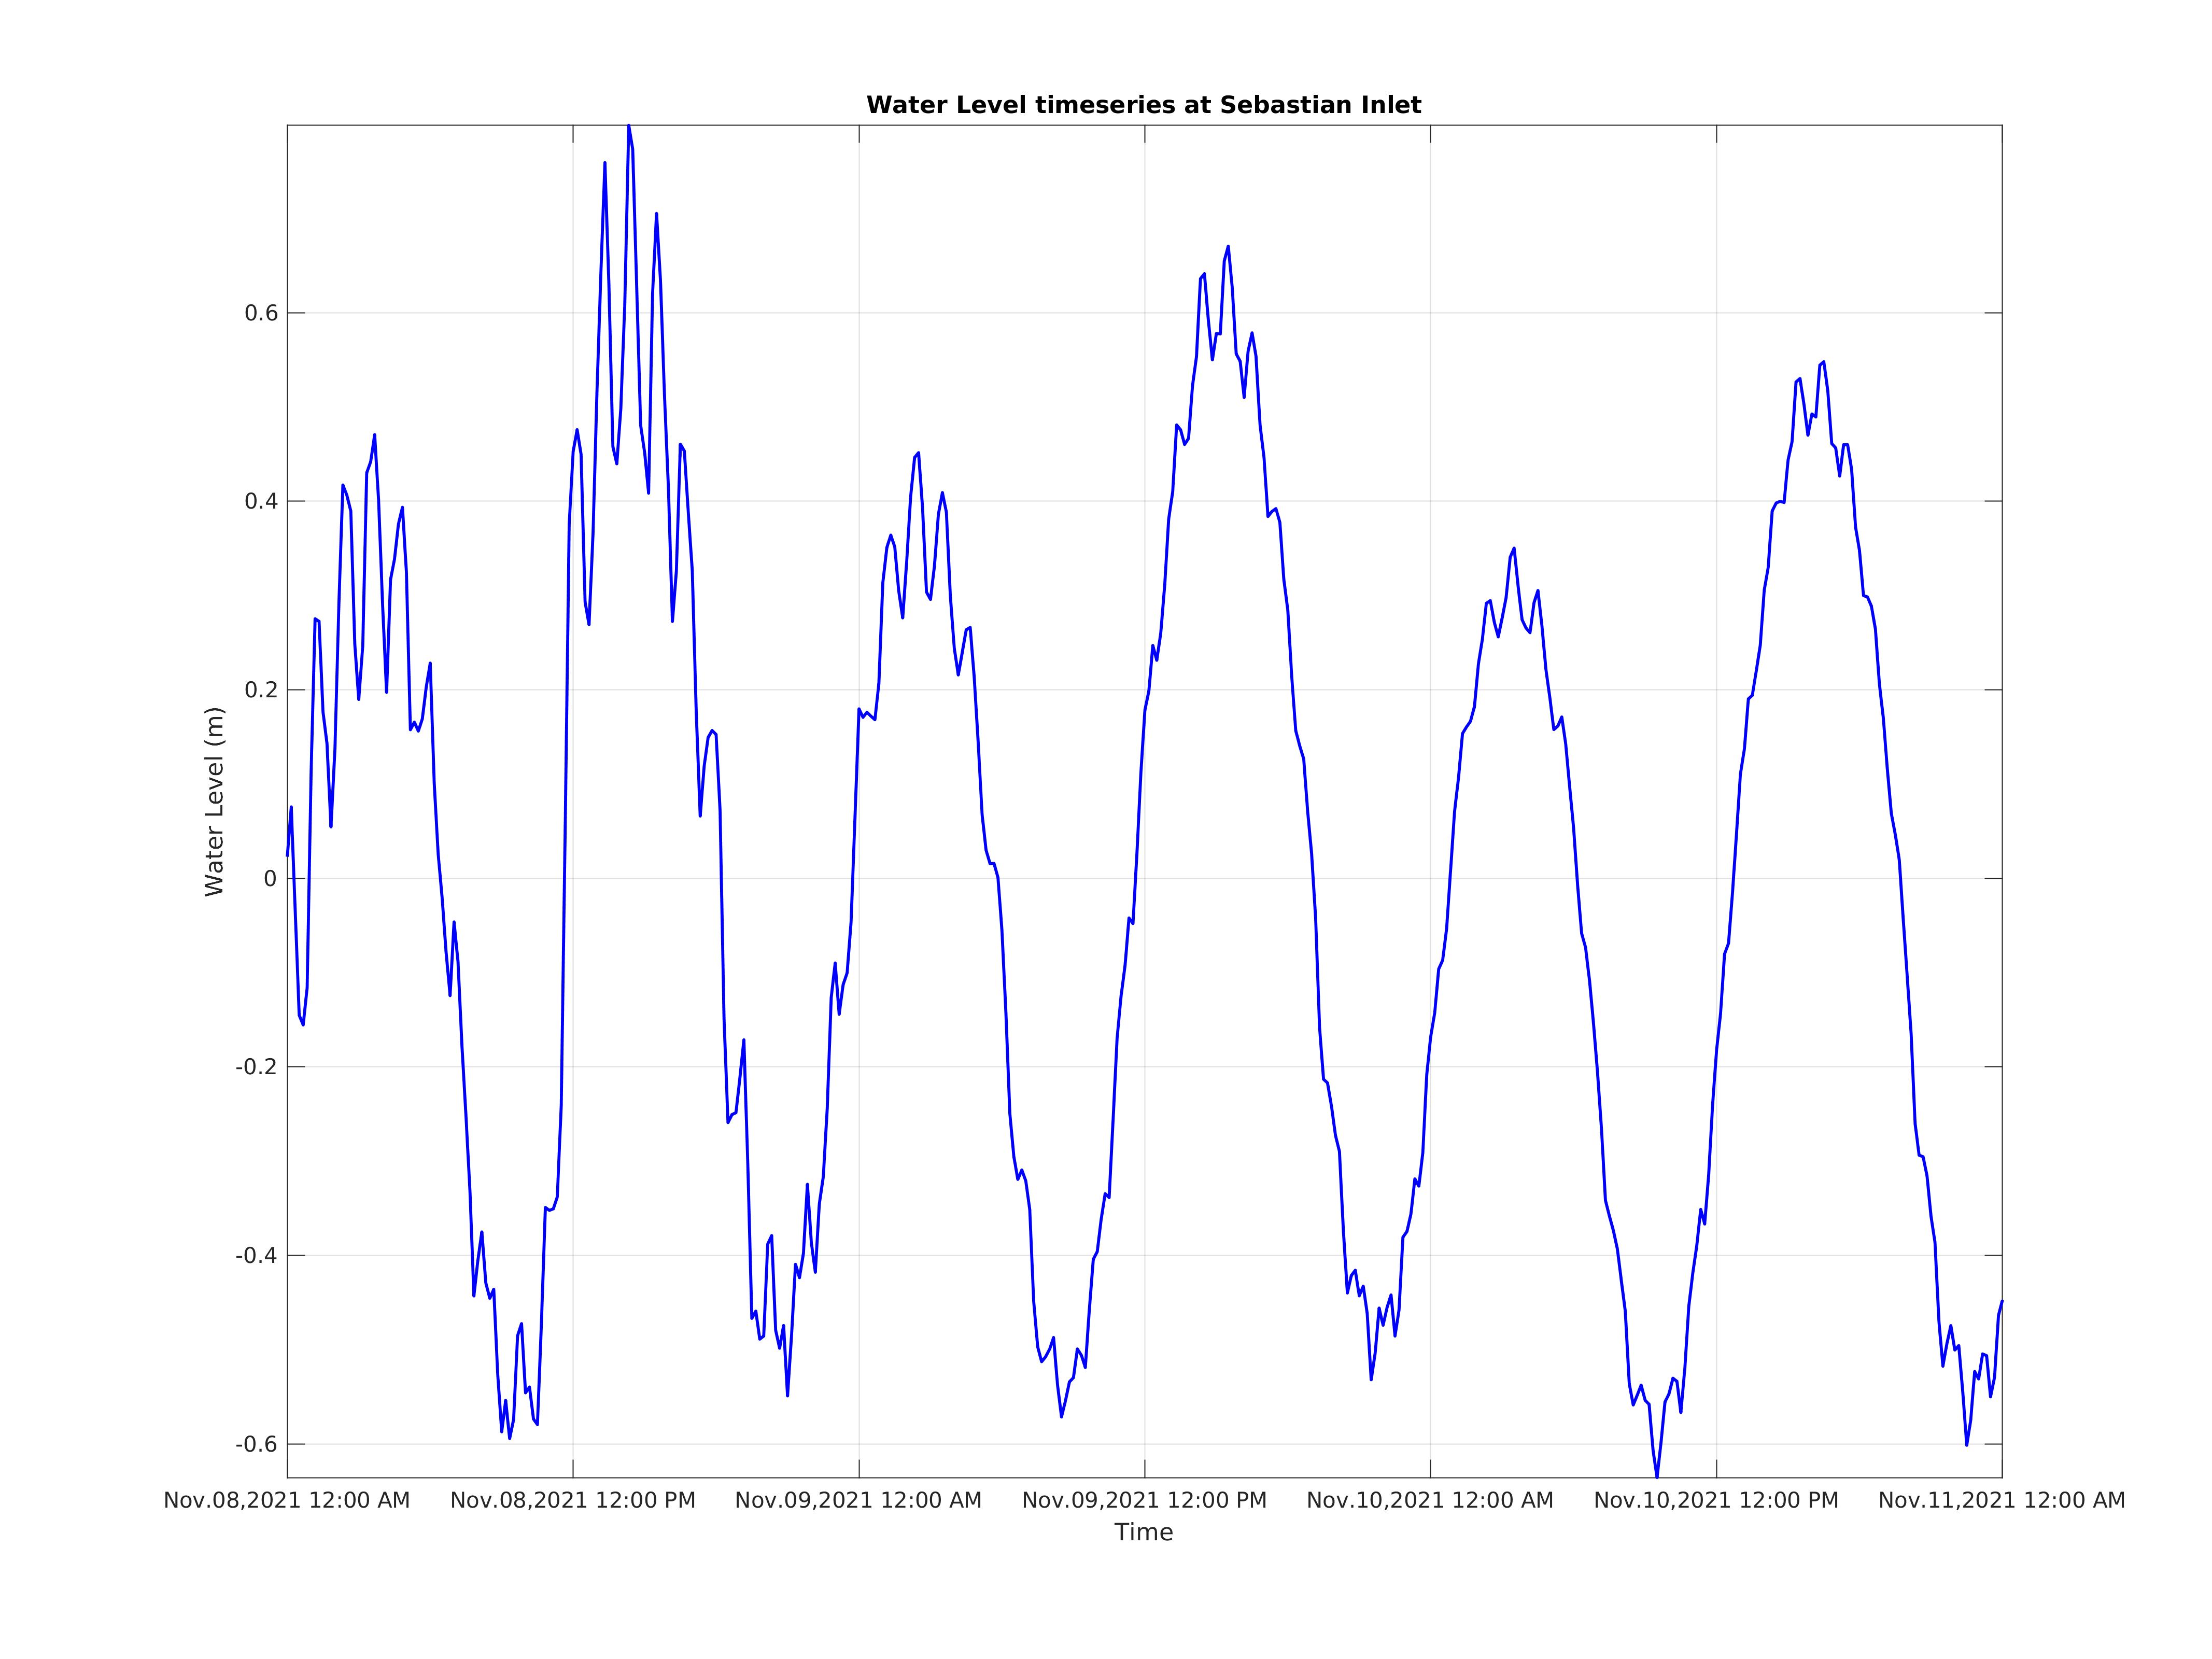 Water Level timeseries at Sebastian Inlet
Water Level (m)
0.6
0.4
0.2
0
-0.2
-0.4
-0.6
Nov.08,2021 12:00 AM
Nov.08,2021 12:00 PM
Nov.09,2021 12:00 AM
Nov.09,2021 12:00 PM
Nov.10,2021 12:00 AM
Nov.10,2021 12:00 PM
Nov.11,2021 12:00 AM
Time